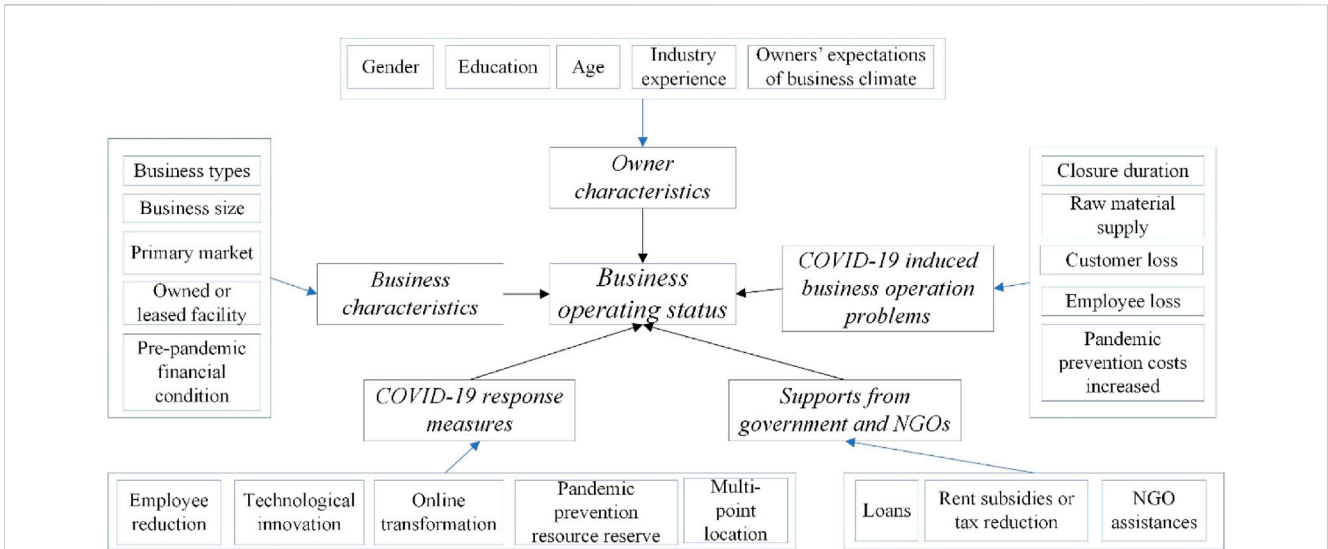 Gender
Education
Age
Industry
experience
Owners’ expectations
of business climate
Owner
characteristics
Business types
Business size
Primary market
Owned or
leased facility
Pre-pandemic
financial
condition
Business
characteristics
Business
operating status
COVID-19 induced
business operation
problems
Closure duration
Raw material
supply
Customer loss
Employee loss
Pandemic
prevention costs
increased
COVID-19 response
measures
Supports from
government and NGOs
Employee
reduction
Technological
innovation
Online
transformation
Pandemic
prevention
resource reserve
Multi-
point
location
Loans
Rent subsidies or
tax reduction
NGO
assistances